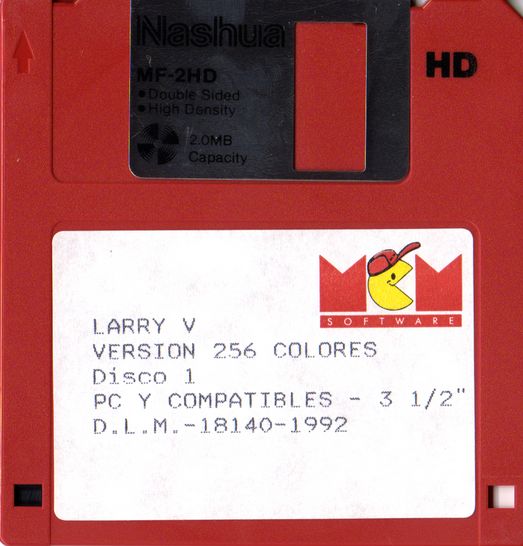 Nashua
HD
MF-2HD
•Double Sided
•High Density
2.0MB
Capacity
MCM
SOFTWARE
LARRY V
VERSION 256 COLORES
Disco 1
PC Y COMPATIBLES - 3 1/2"
D.L.M.-18140-1992